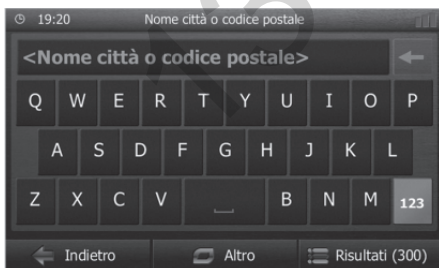 19:20 Nome città o codice postale
<Nome città o codice postale>
Q W E R T Y U I O P
A S D F G H J K L
Z X C V B N M 123
Indietro Altro Risultati (300)